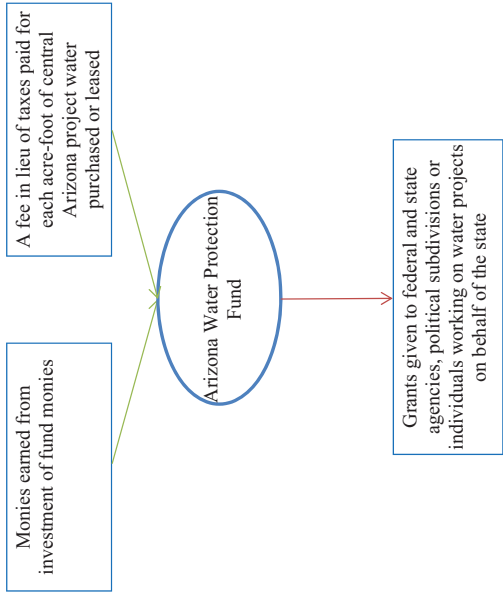 Monies earned from
investment of fund monies
A fee in lieu of taxes paid for
each acre-foot of central
Arizona project water
purchased or leased
Arizona Water Protection
Fund
Grants given to federal and state
agencies, political subdivisions or
individuals working on water projects
on behalf of the state